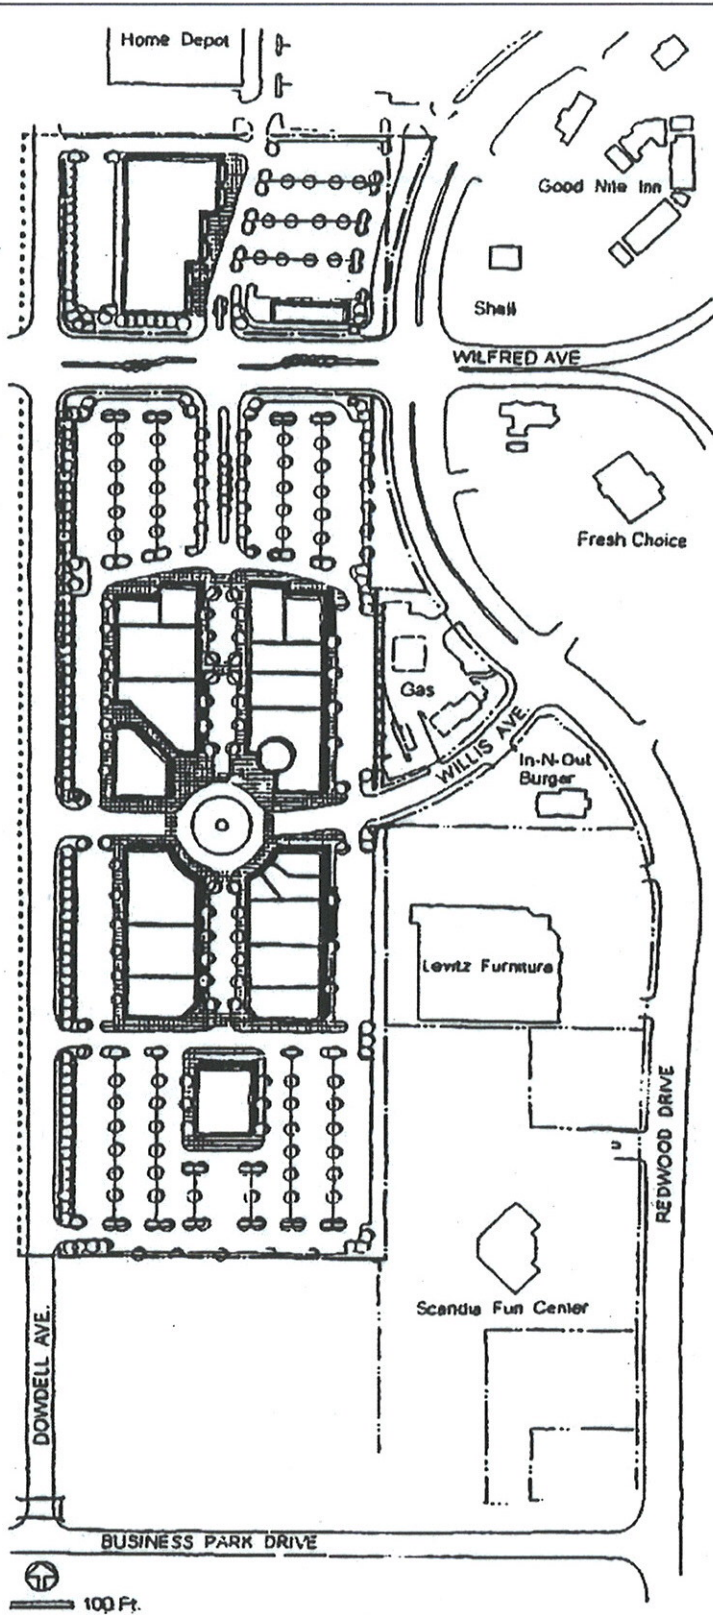 Home Depot
Good Nite Inn
Shell
WILFRED AVE
Fresh Choice
Gas
WILLIS AVE.
In-N-Out
Burger
Levitz Furniture
REDWOOD DRIVE
Scandia Fun Center
DOWDELL AVE.
BUSINESS PARK DRIVE
100 Ft.